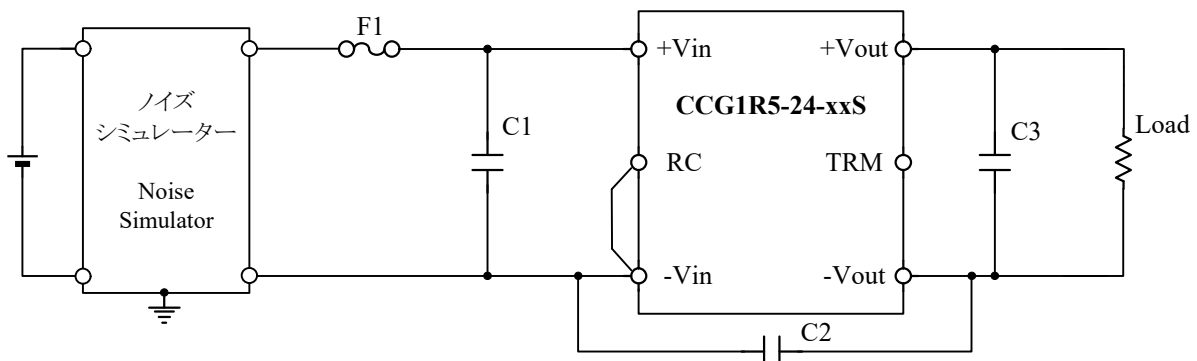 F1
ノイズ
シミュレーター
Noise
Simulator
C1
+Vin
+Vout
CCG1R5-24-xxS
RC
TRM
-Vin
-Vout
C2
C3
Load